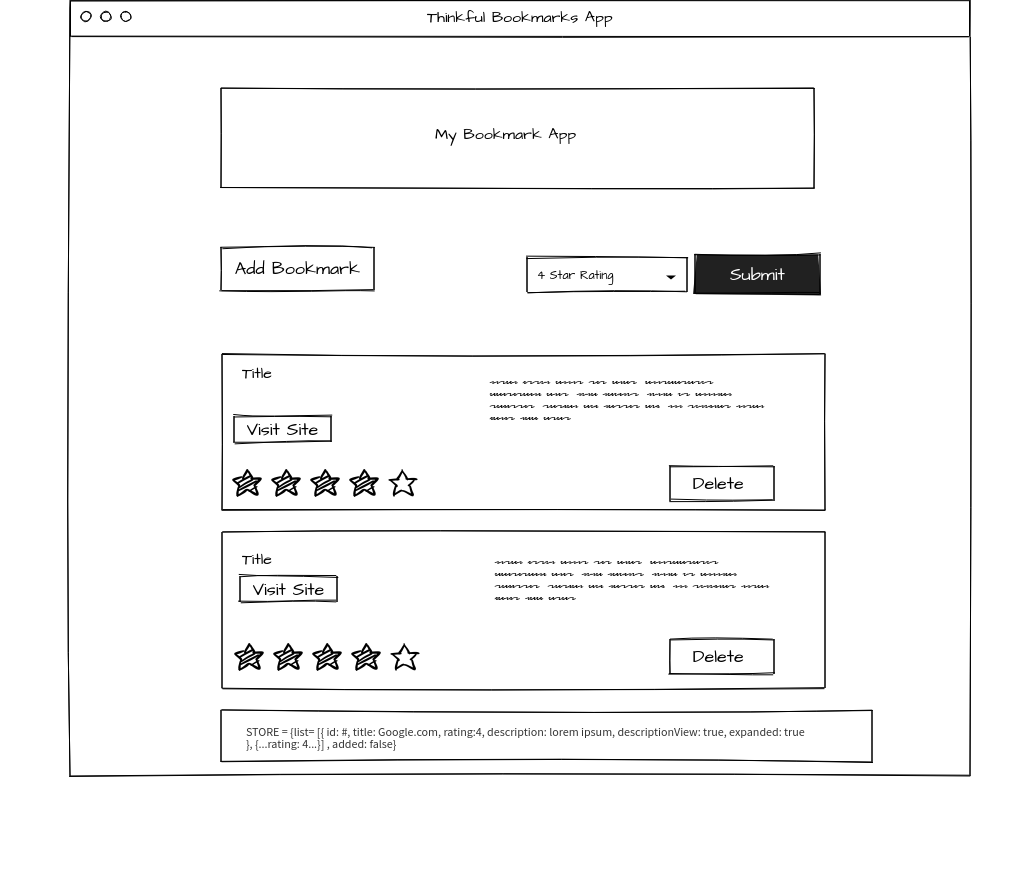 Thinkful Bookmarks App
My Bookmark App
Add Bookmark
4 Star Rating
Submit
Title
Visit Site
Delete
Title
Visit Site
Delete
STORE = {list= [{ id: #, title: Google.com, rating:4, description: lorem ipsum, descriptionView: true, expanded: true
}, {...rating: 4...}] , added: false}